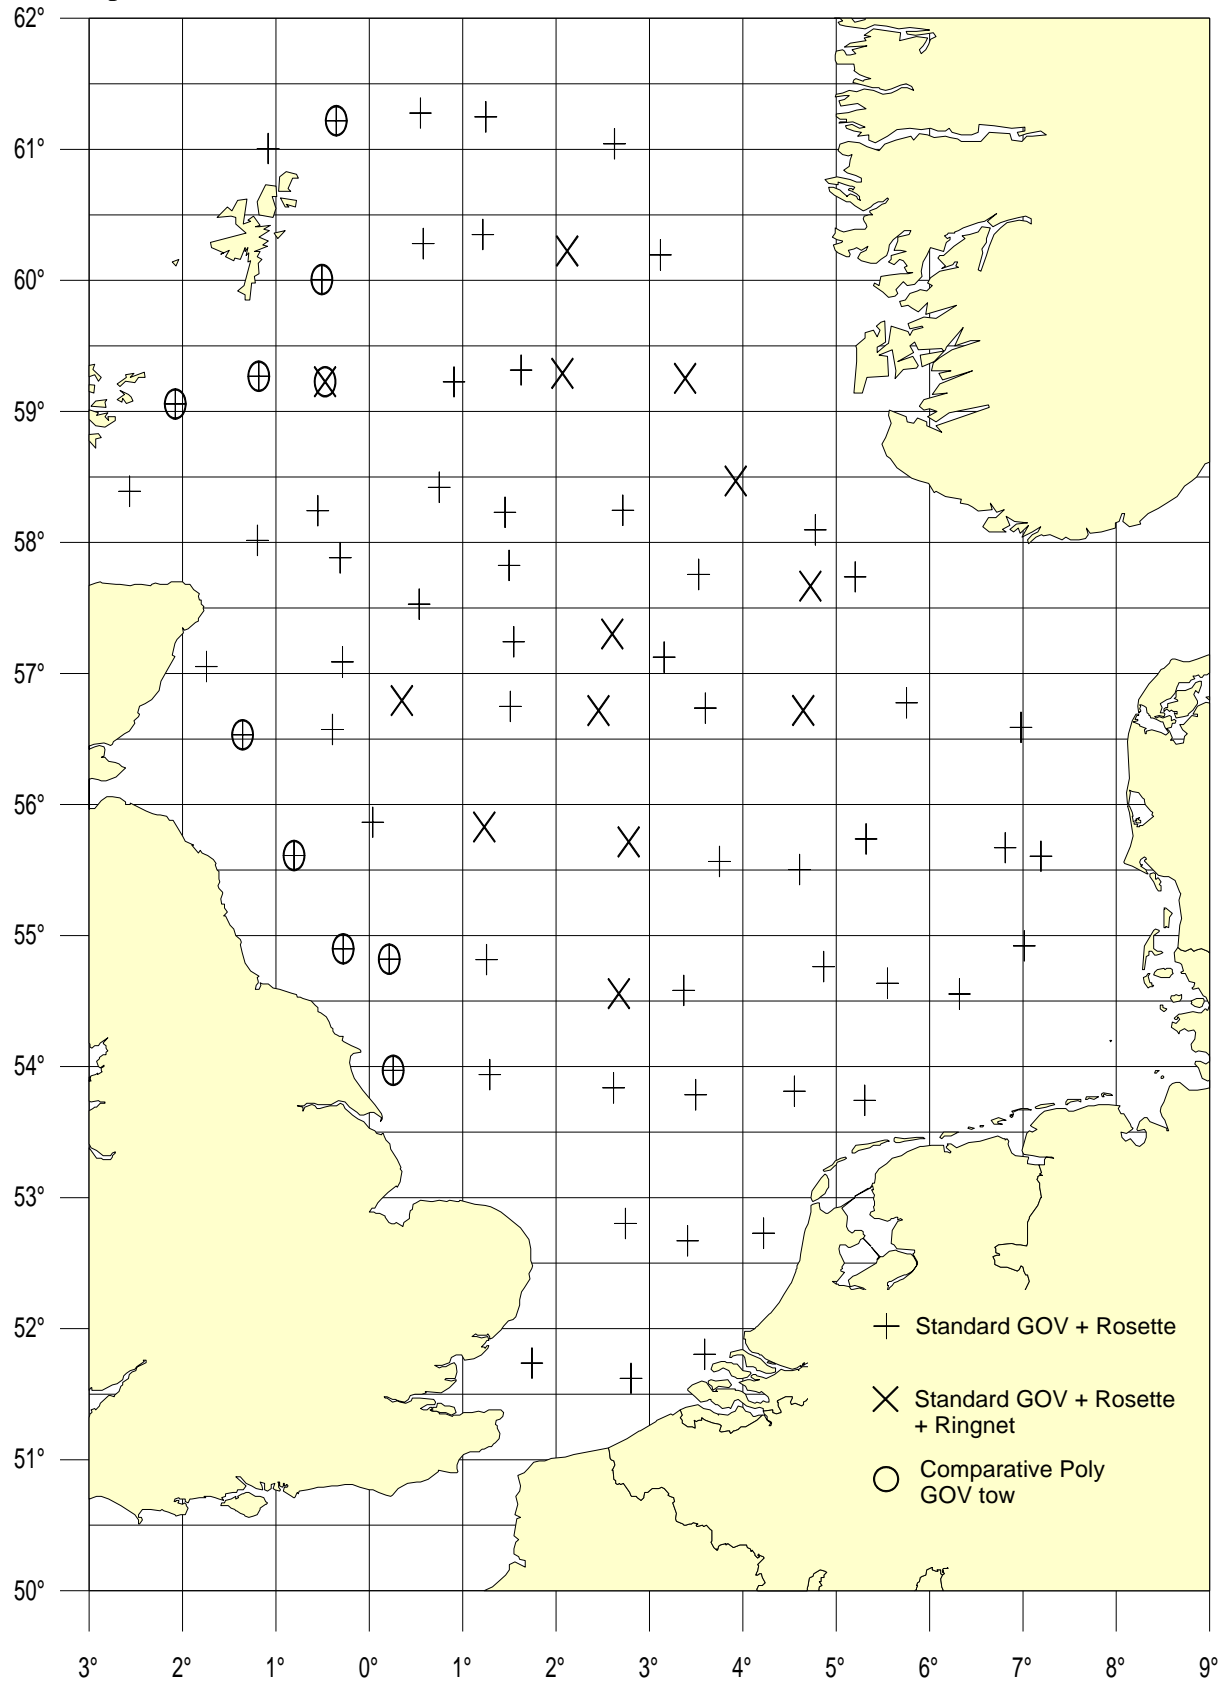 62°
61°
60°
59°
58°
57°
56°
55°
54°
53°
52°
51°
50°
Standard GOV + Rosette
Standard GOV + Rosette
+ Ringnet
Comparative Poly
GOV tow
3° 2° 1° 0° 1° 2° 3° 4° 5° 6° 7° 8° 9°